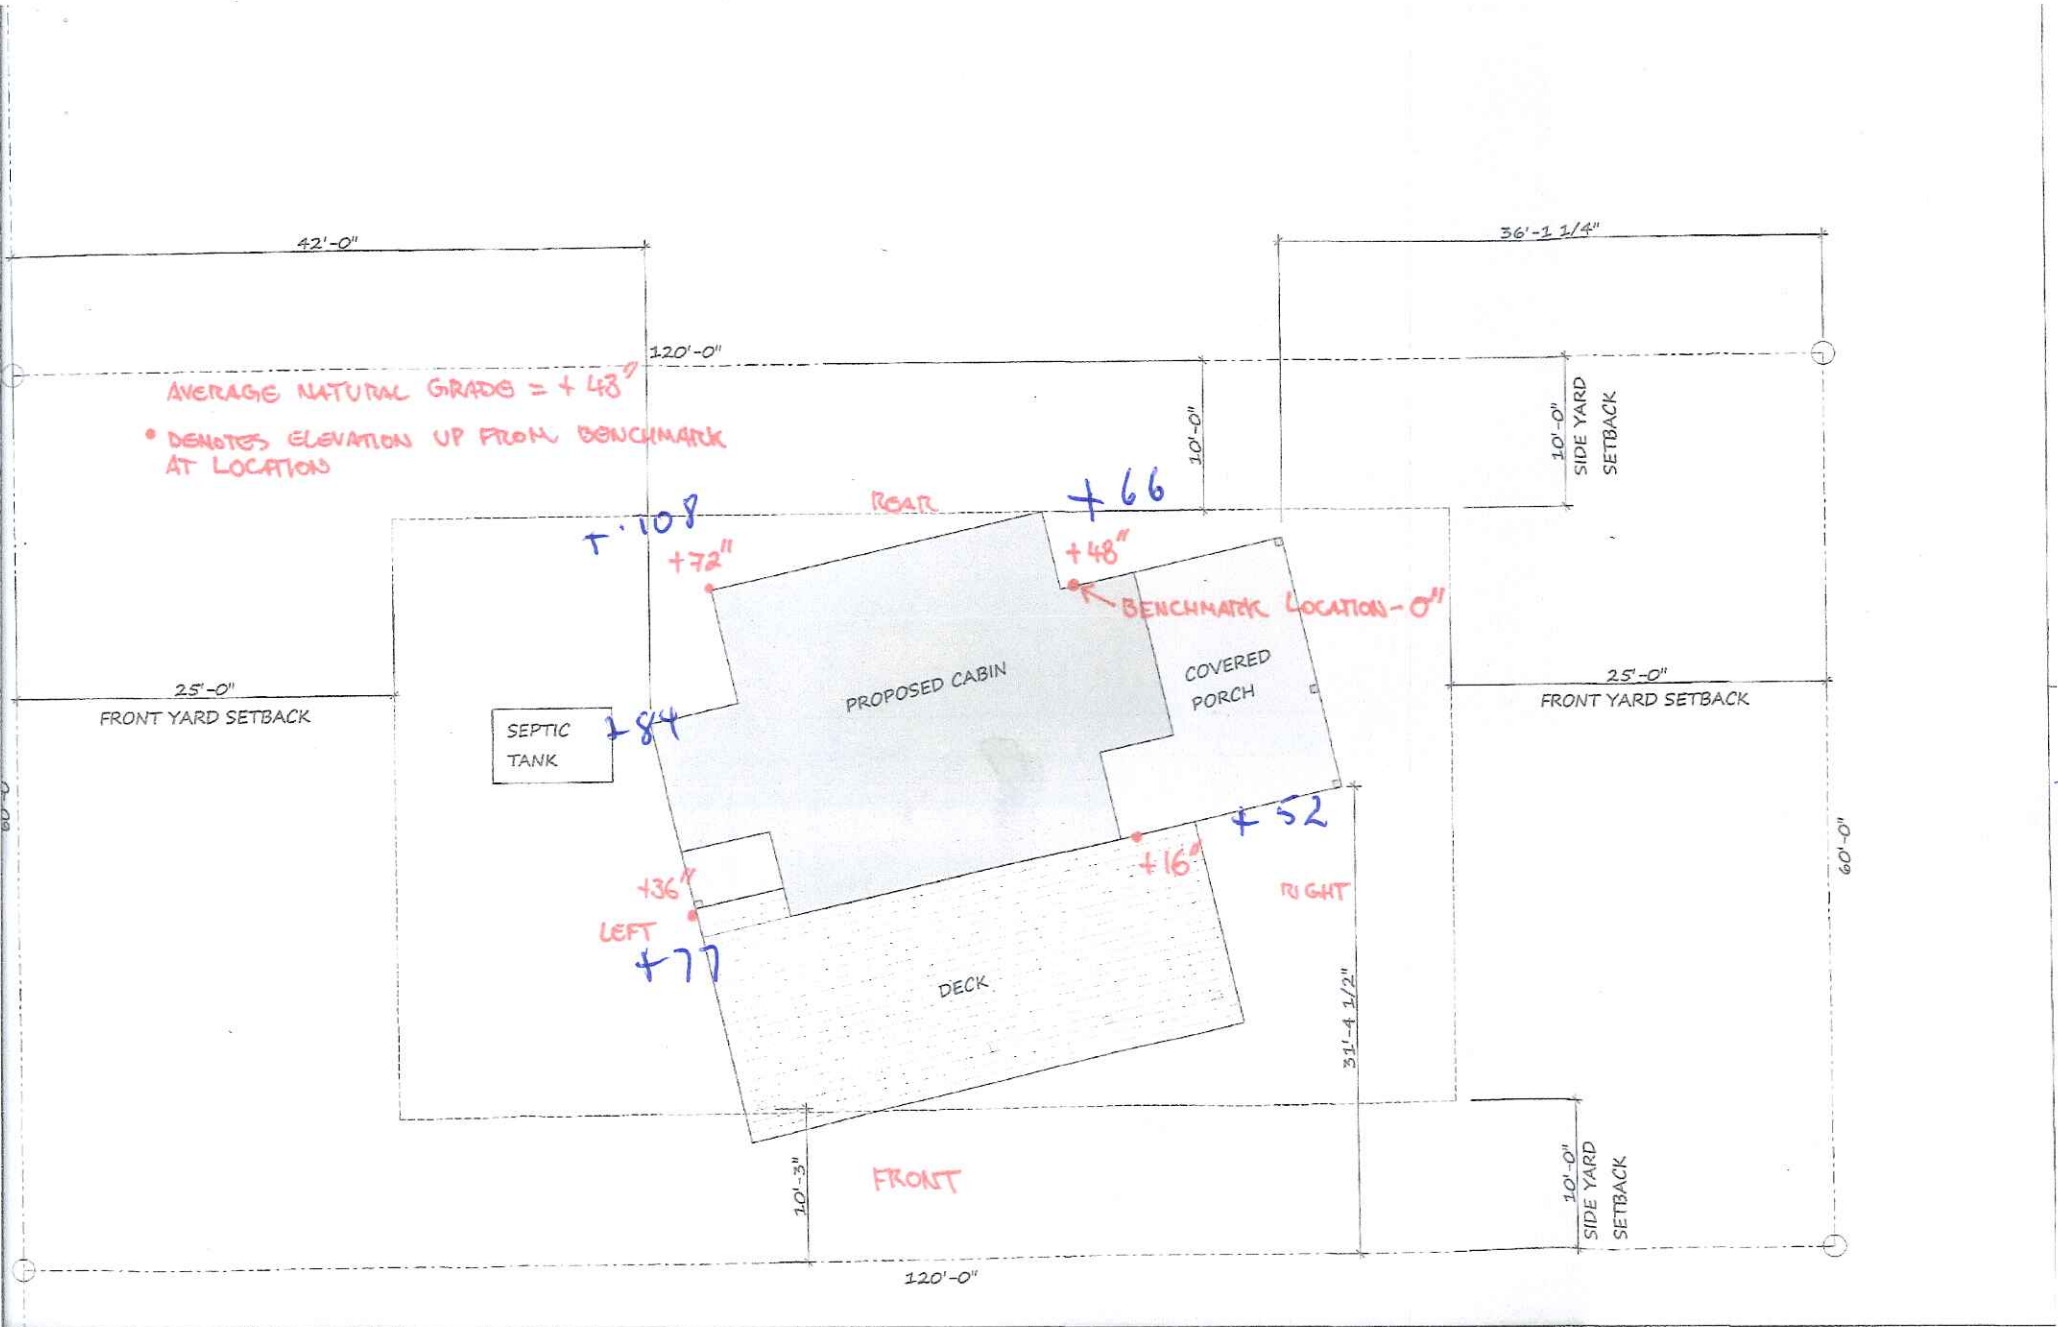 42'-0"
36'-1 1/4"
120'-0"
AVERAGE NATURAL GRADE = + 43"
• DENOTES ELEVATION UP FROM BENCHMARK
AT LOCATION
10'-0"
10'-0"
SIDE YARD
SETBACK
REAR
+ 66
+ 108
+72"
+48"
BENCHMARK LOCATION - 0"
PROPOSED CABIN
COVERED
PORCH
25'-0"
FRONT YARD SETBACK
25'-0"
FRONT YARD SETBACK
SEPTIC
TANK
+84
60'-0"
+ 52
+16"
60'-0"
+36"
RIGHT
LEFT
+77
DECK
31'-4 1/2"
10'-3"
FRONT
10'-0"
SIDE YARD
SETBACK
120'-0"